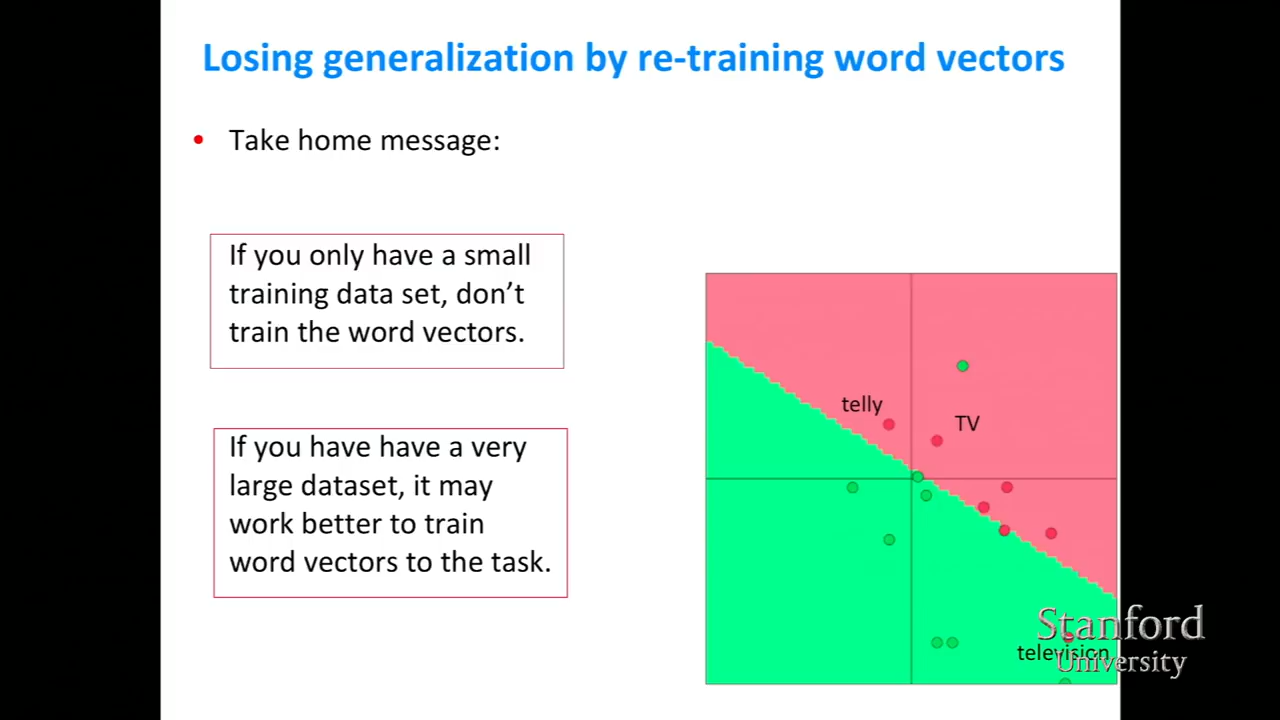 Losing generalization by re-training word vectors
• Take home message:
If you only have a small
training data set, don’t
train the word vectors.
If you have have a very
large dataset, it may
work better to train
word vectors to the task.
telly
TV
television
Stanford
University